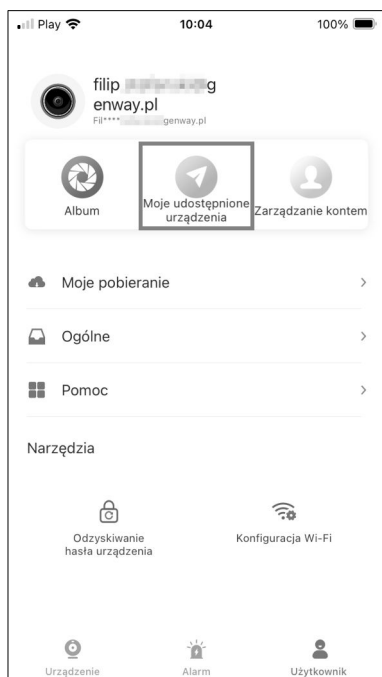 Play 10:04 100%
filip g
enway.pl
Fil**** genway.pl
Album
Moje udostępnione
urządzenia
Zarządzanie kontem
Moje pobieranie
Ogólne
Pomoc
Narzędzia
Odzyskiwanie
hasła urządzenia
Konfiguracja Wi-Fi
Urządzenie Alarm Użytkownik